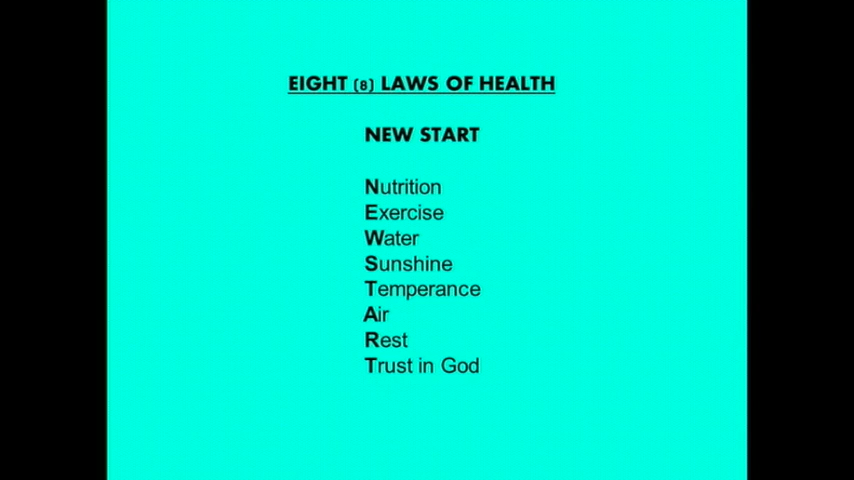 EIGHT (8) LAWS OF HEALTH
NEW START
Nutrition
Exercise
Water
Sunshine
Temperance
Air
Rest
Trust in God